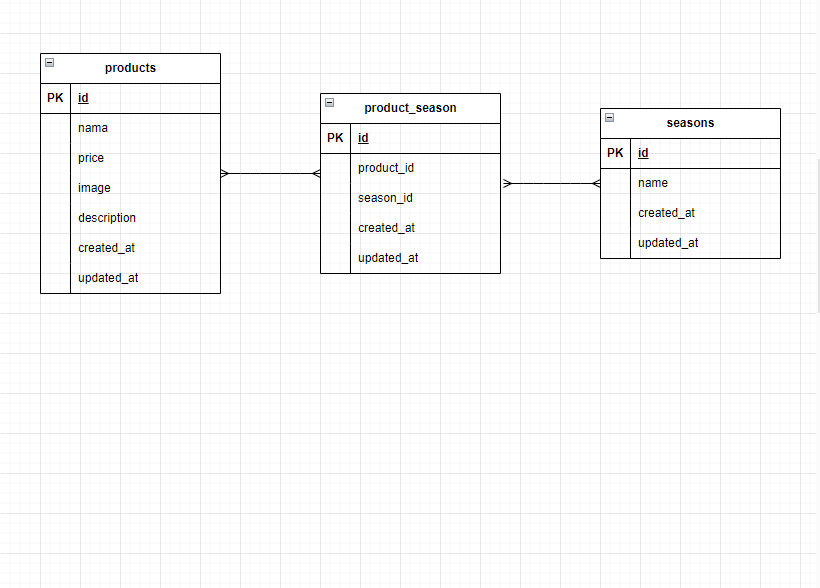 products
PK id
nama
price
image
description
created_at
updated_at
product_season
PK id
product_id
season_id
created_at
updated_at
seasons
PK id
name
created_at
updated_at